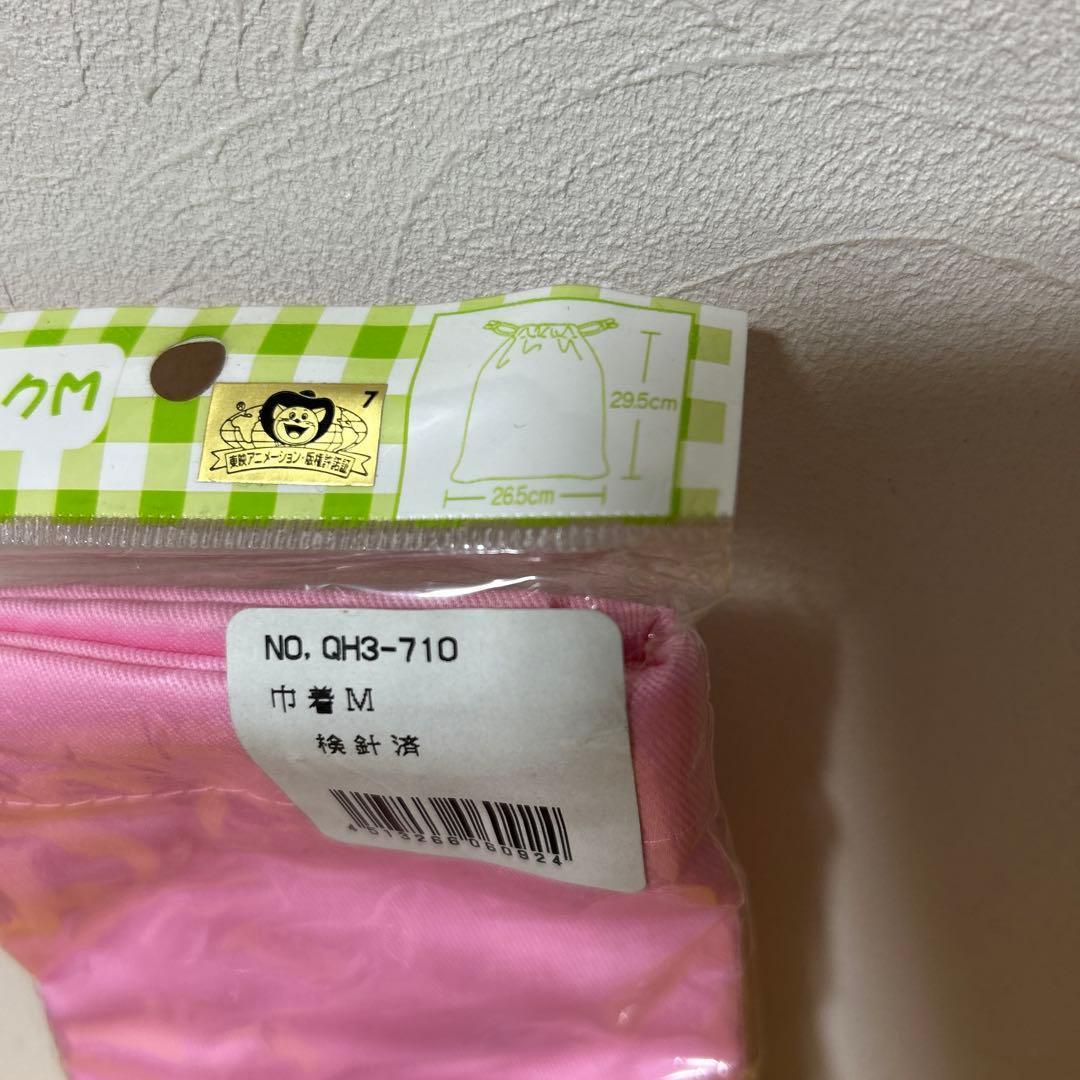 クM
7
®
東映アニメーション・版権許諾証
29.5cm
26.5cm
NO, QH3-710
巾着M
検針済
4513266060924